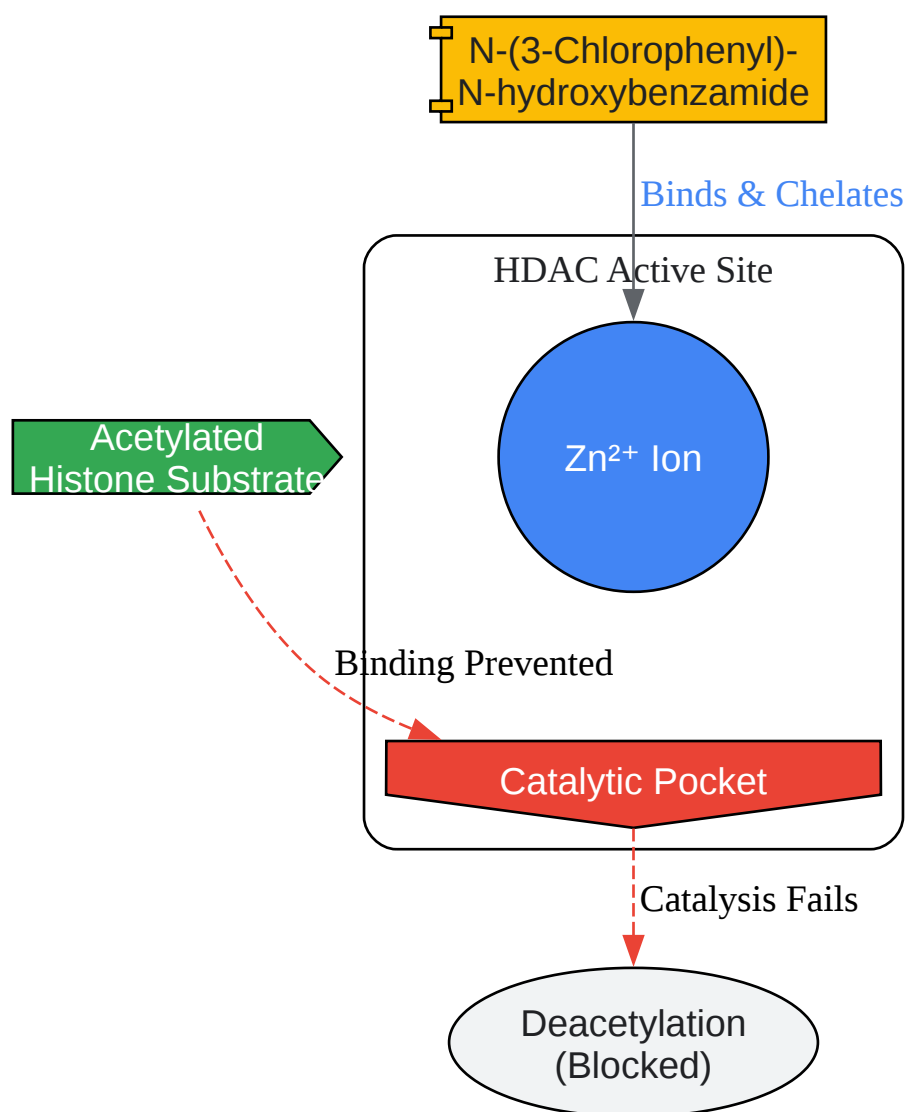 N-(3-Chlorophenyl)-
N-hydroxybenzamide
Binds & Chelates
HDAC Active Site
Acetylated
Histone Substrate
Zn²⁺ Ion
Binding Prevented
Catalytic Pocket
Catalysis Fails
Deacetylation
(Blocked)